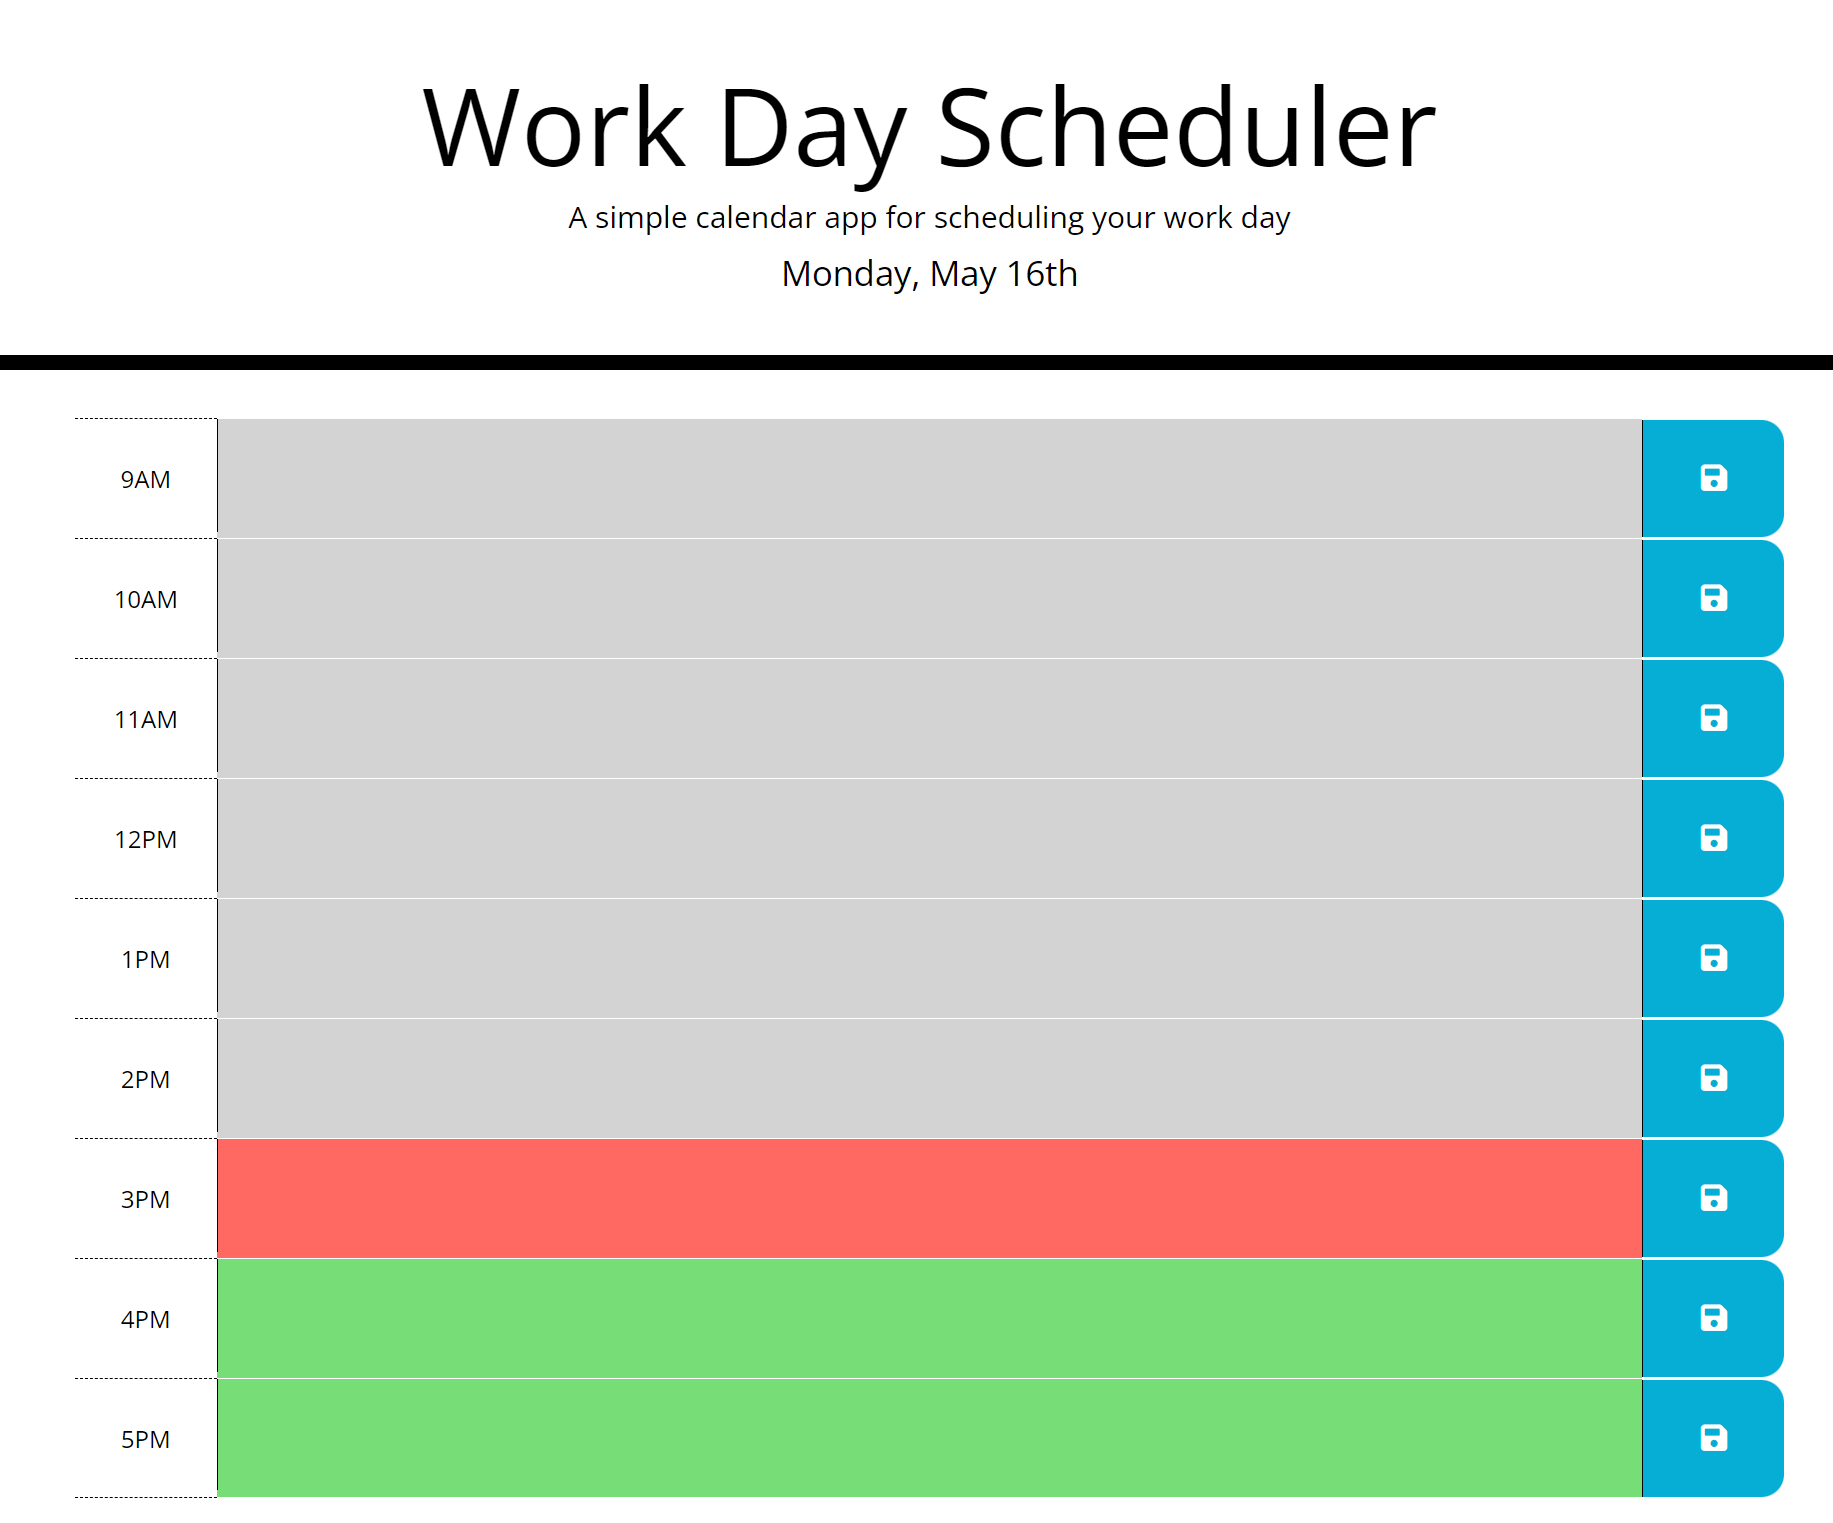 Work Day Scheduler
A simple calendar app for scheduling your work day
Monday, May 16th
9AM
10AM
11AM
12PM
1PM
2PM
3PM
4PM
5PM